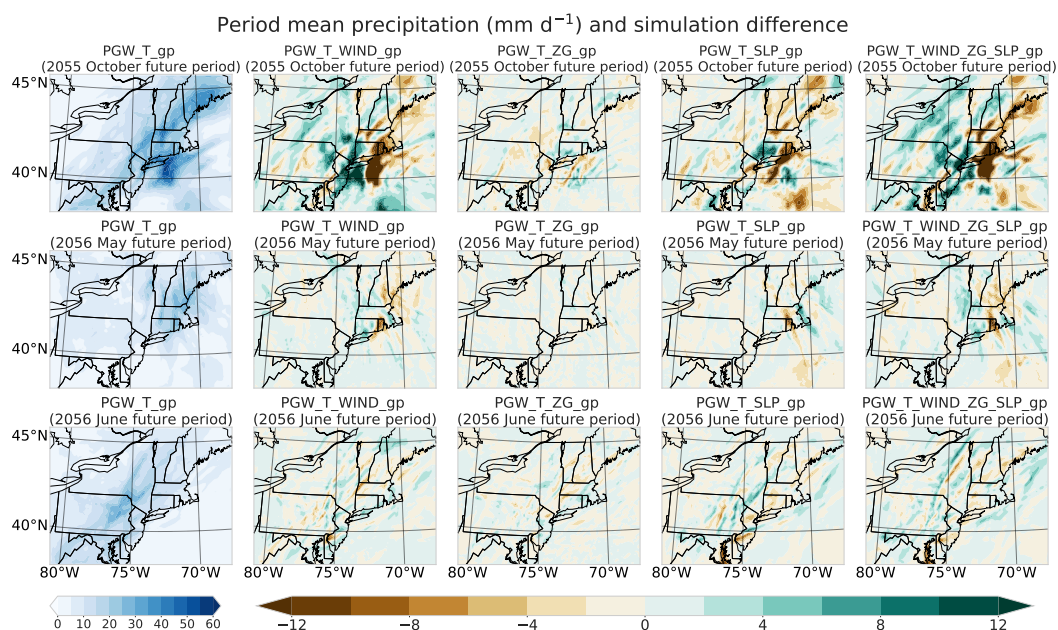 Period mean precipitation (mm d⁻¹) and simulation difference
PGW_T_gp
(2055 October future period)
PGW_T_WIND_gp
(2055 October future period)
PGW_T_ZG_gp
(2055 October future period)
PGW_T_SLP_gp
(2055 October future period)
PGW_T_WIND_ZG_SLP_gp
(2055 October future period)
45°N
40°N
PGW_T_gp
(2056 May future period)
PGW_T_WIND_gp
(2056 May future period)
PGW_T_ZG_gp
(2056 May future period)
PGW_T_SLP_gp
(2056 May future period)
PGW_T_WIND_ZG_SLP_gp
(2056 May future period)
45°N
40°N
PGW_T_gp
(2056 June future period)
PGW_T_WIND_gp
(2056 June future period)
PGW_T_ZG_gp
(2056 June future period)
PGW_T_SLP_gp
(2056 June future period)
PGW_T_WIND_ZG_SLP_gp
(2056 June future period)
45°N
40°N
80°W 75°W 70°W 80°W 75°W 70°W 80°W 75°W 70°W 80°W 75°W 70°W 80°W 75°W 70°W
0 10 20 30 40 50 60
−12 −8 −4 0 4 8 12